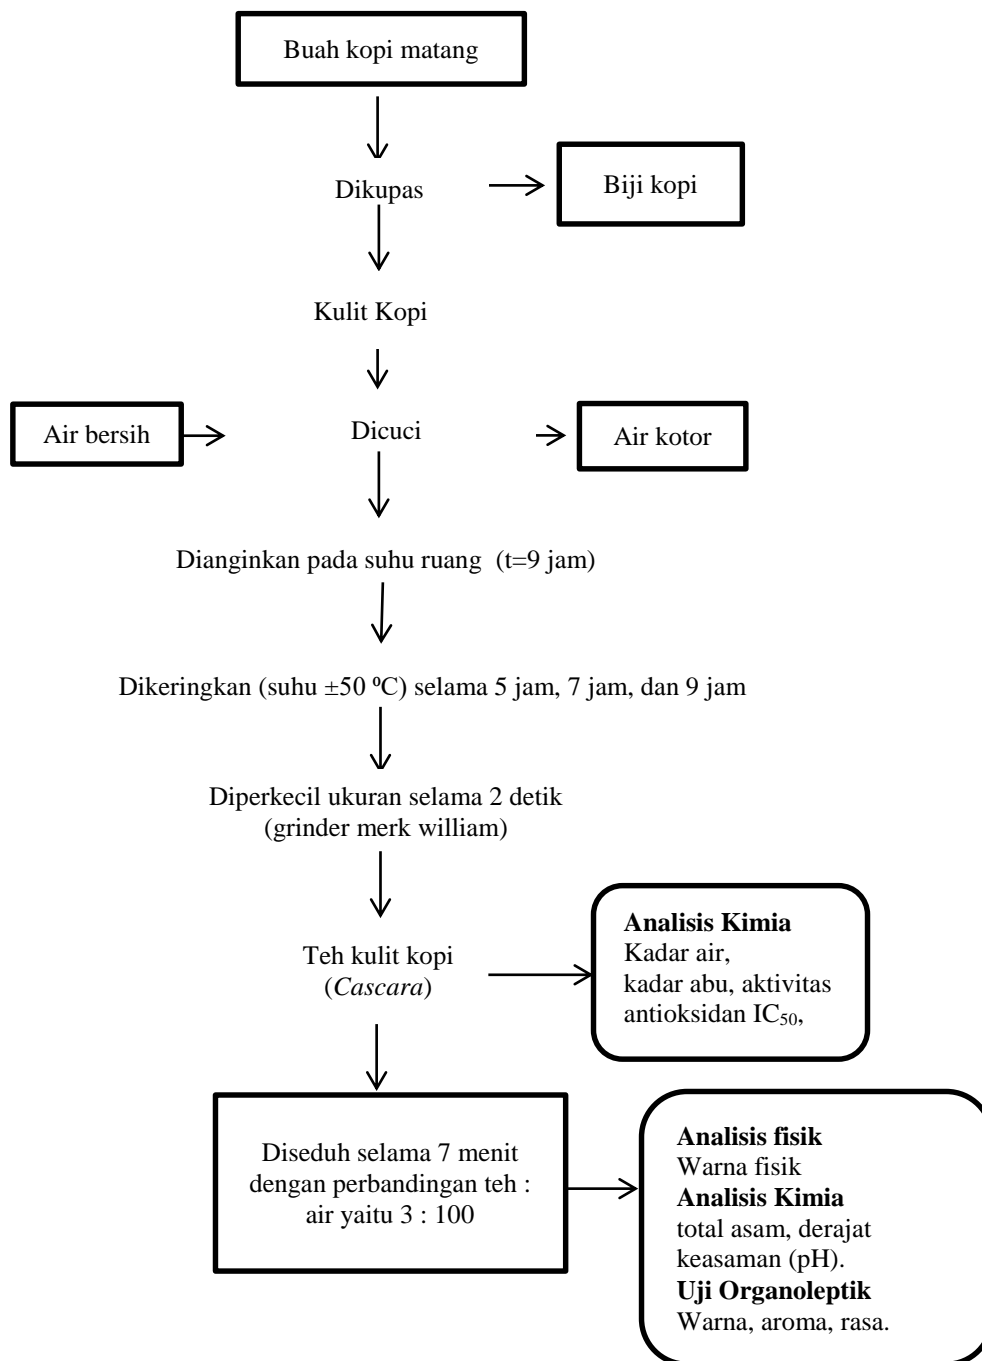 Buah kopi matang
Dikupas
Biji kopi
Kulit Kopi
Air bersih
Dicuci
Air kotor
Dianginkan pada suhu ruang (t=9 jam)
Dikeringkan (suhu ±50 ⁰C) selama 5 jam, 7 jam, dan 9 jam
Diperkecil ukuran selama 2 detik
(grinder merk william)
Teh kulit kopi
(Cascara)
Analisis Kimia
Kadar air,
kadar abu, aktivitas
antioksidan IC₅₀,
Diseduh selama 7 menit
dengan perbandingan teh :
air yaitu 3 : 100
Analisis fisik
Warna fisik
Analisis Kimia
total asam, derajat
keasaman (pH).
Uji Organoleptik
Warna, aroma, rasa.